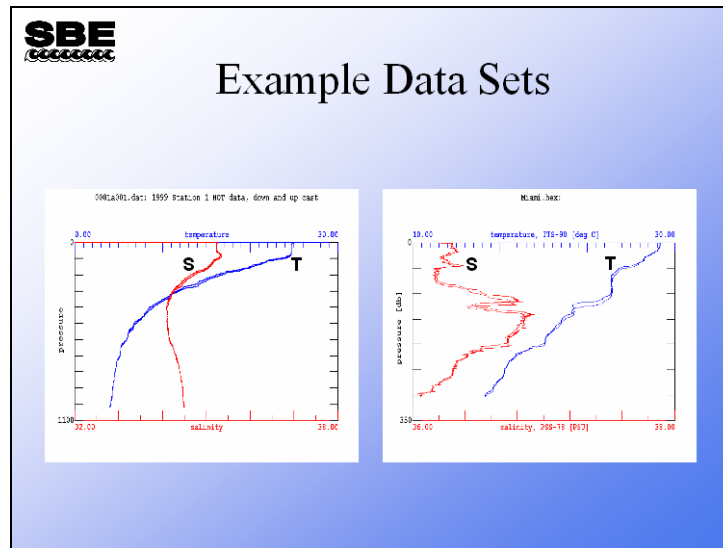 SBE
Example Data Sets
0001a001.dat: 1999 Station 1 HOT data, down and up cast
0.00 temperature 30.00
0
S T
pressure
1100
32.00 salinity 38.00
Miami.hex:
10.00 temperature, ITS-90 [deg C] 30.00
0
S T
pressure [db]
350
36.00 salinity, PSS-78 [PSU] 38.00